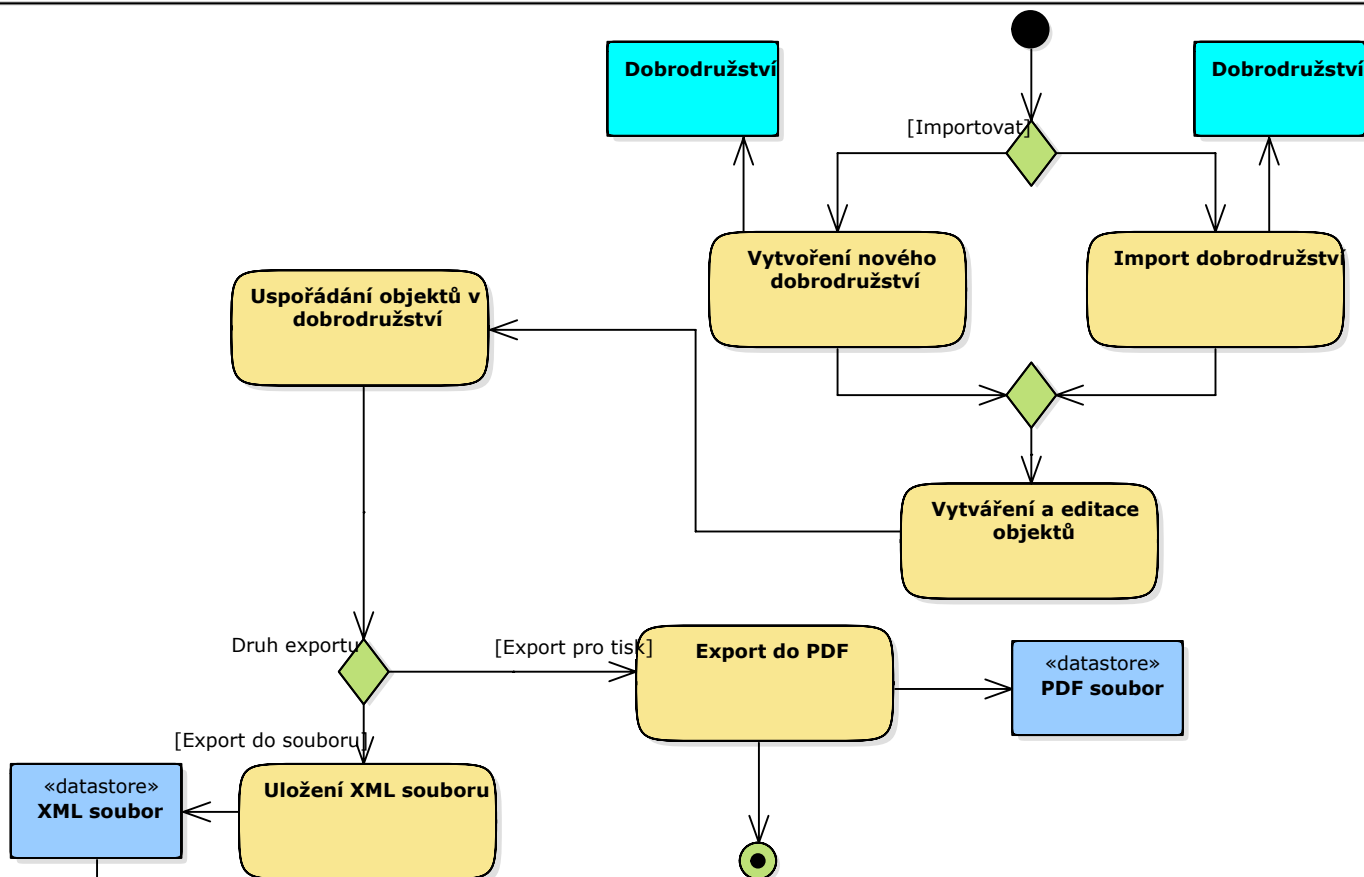 Dobrodružství
Dobrodružství
[Importovat]
Vytvoření nového
dobrodružství
Import dobrodružství
Uspořádání objektů v
dobrodružství
Vytváření a editace
objektů
Druh exportu
[Export pro tisk]
Export do PDF
«datastore»
PDF soubor
[Export do souboru]
«datastore»
XML soubor
Uložení XML souboru